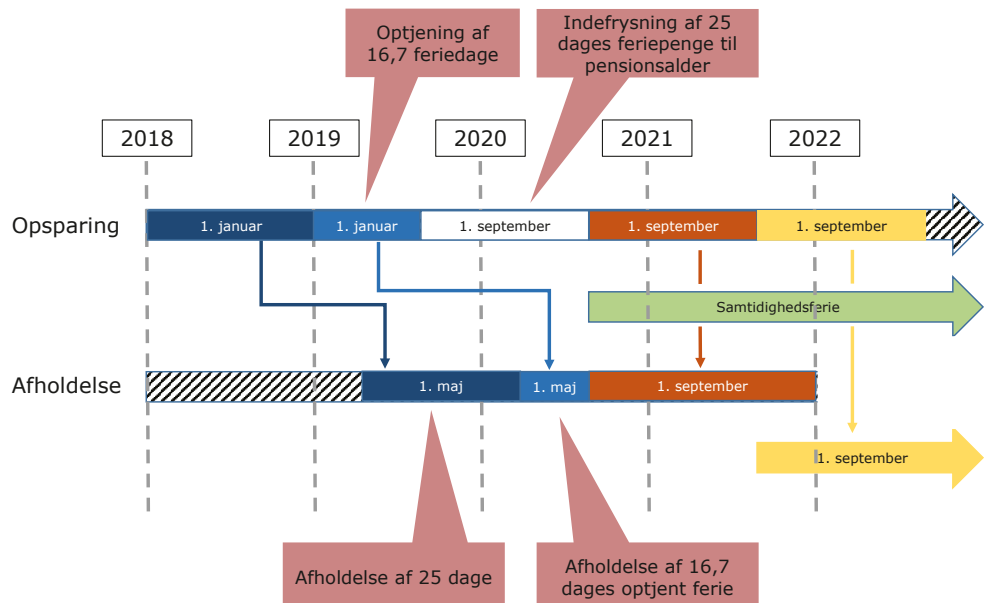 Optjening af
16,7 feriedage
Indefrysning af 25
dages feriepenge til
pensionsalder
2018
2019
2020
2021
2022
Opsparing
1. januar
1. januar
1. september
1. september
1. september
Samtidighedsferie
Afholdelse
1. maj
1. maj
1. september
1. september
Afholdelse af 25 dage
Afholdelse af 16,7
dages optjent ferie